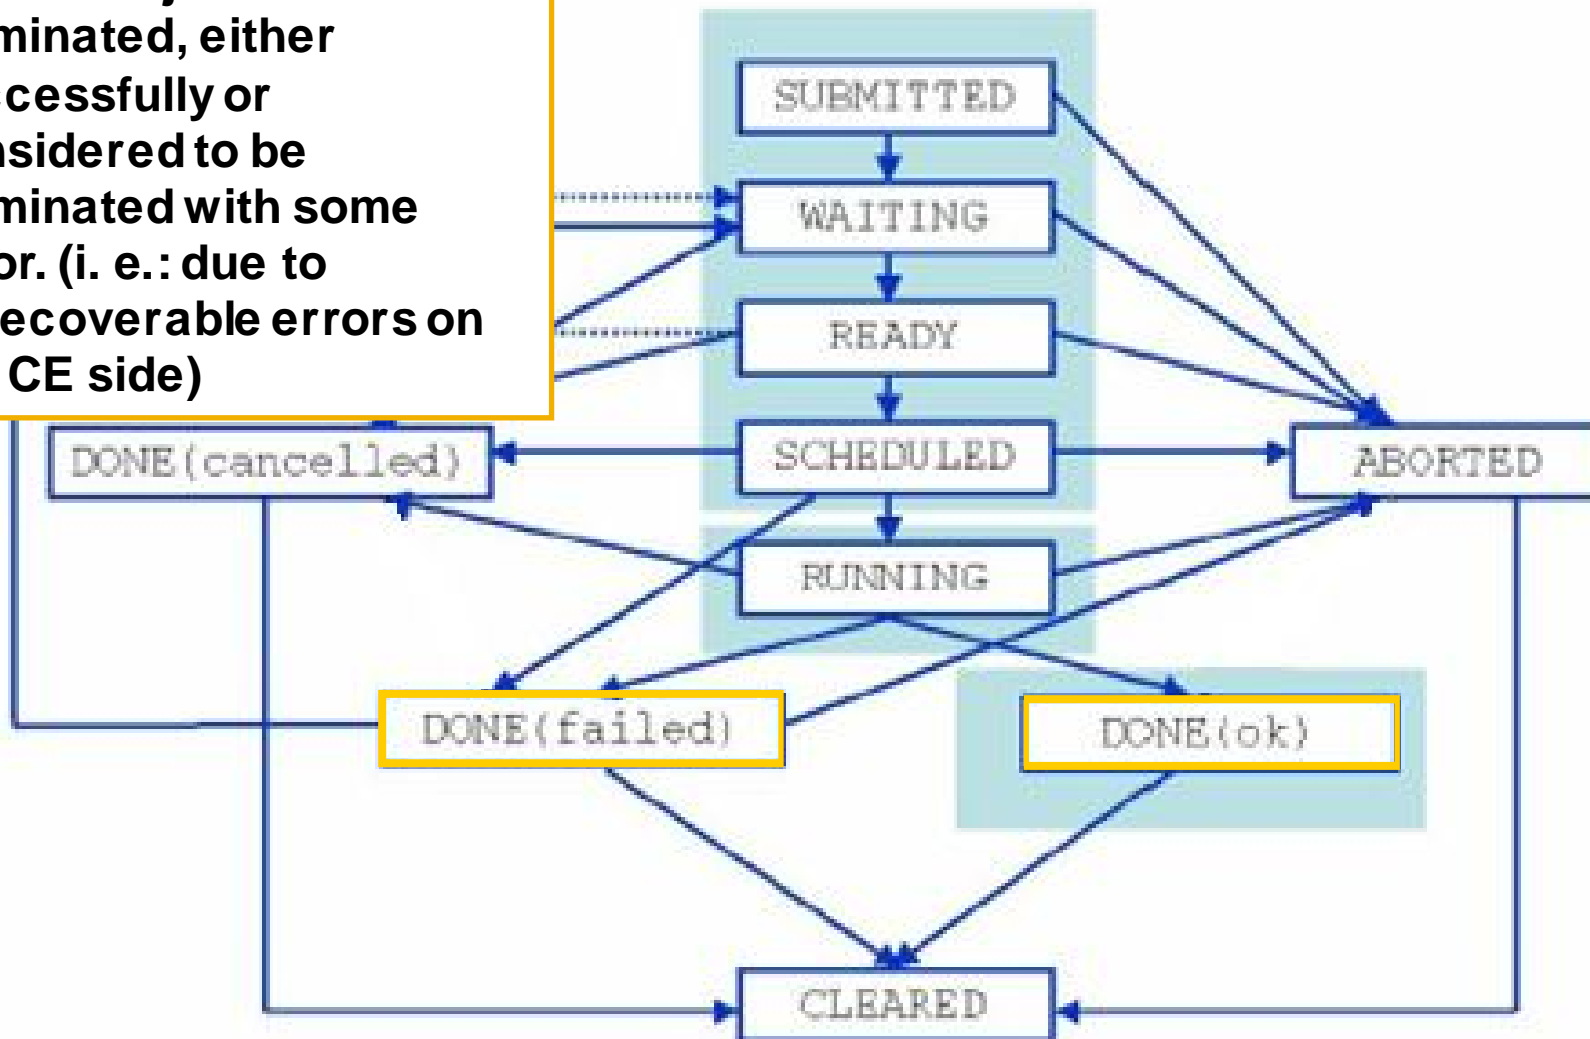 minated, either
ccessfully or
nsidered to be
minated with some
or. (i. e.: due to
ecoverable errors on
CE side)
SUBMITTED
WAITING
READY
SCHEDULED
DONE(cancelled)
ABORTED
RUNNING
DONE(failed)
DONE(ok)
CLEARED